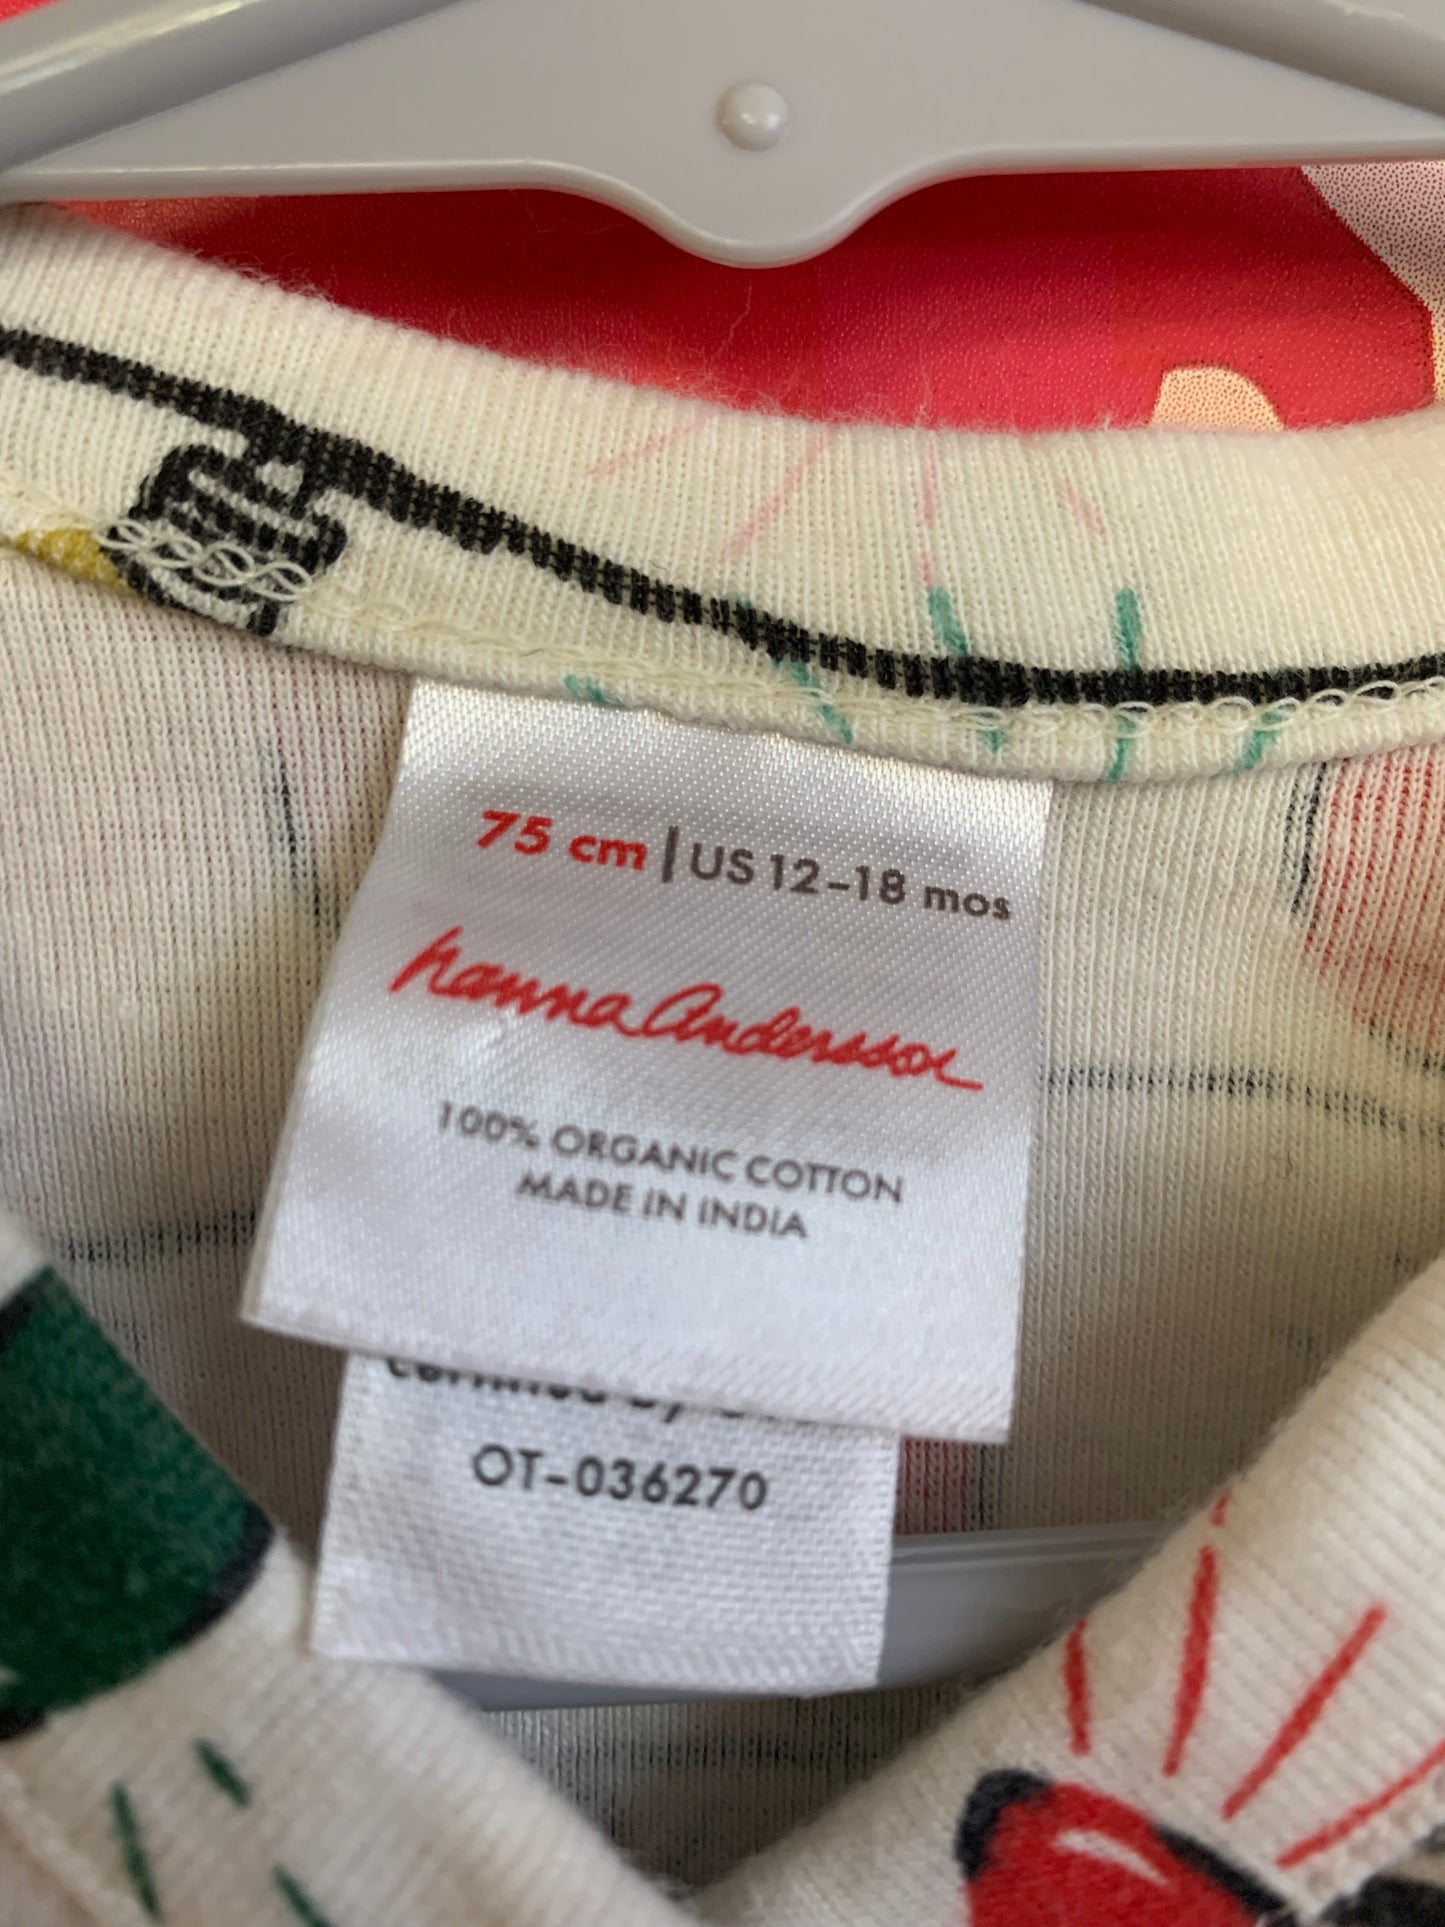 75 cm | US 12-18 mos
hanna Andersson
100% ORGANIC COTTON
MADE IN INDIA
OT-036270